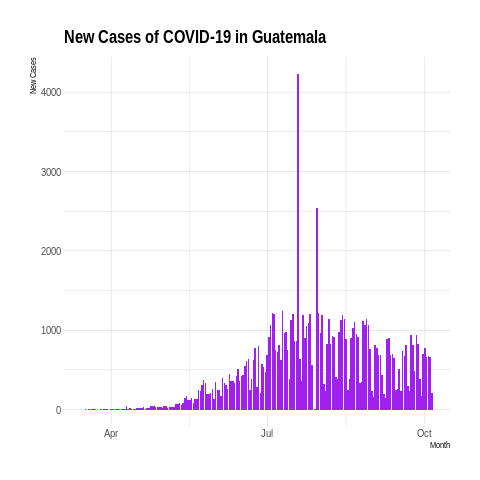 New Cases of COVID-19 in Guatemala
New Cases
4000
3000
2000
1000
0
Apr
Jul
Oct
Month